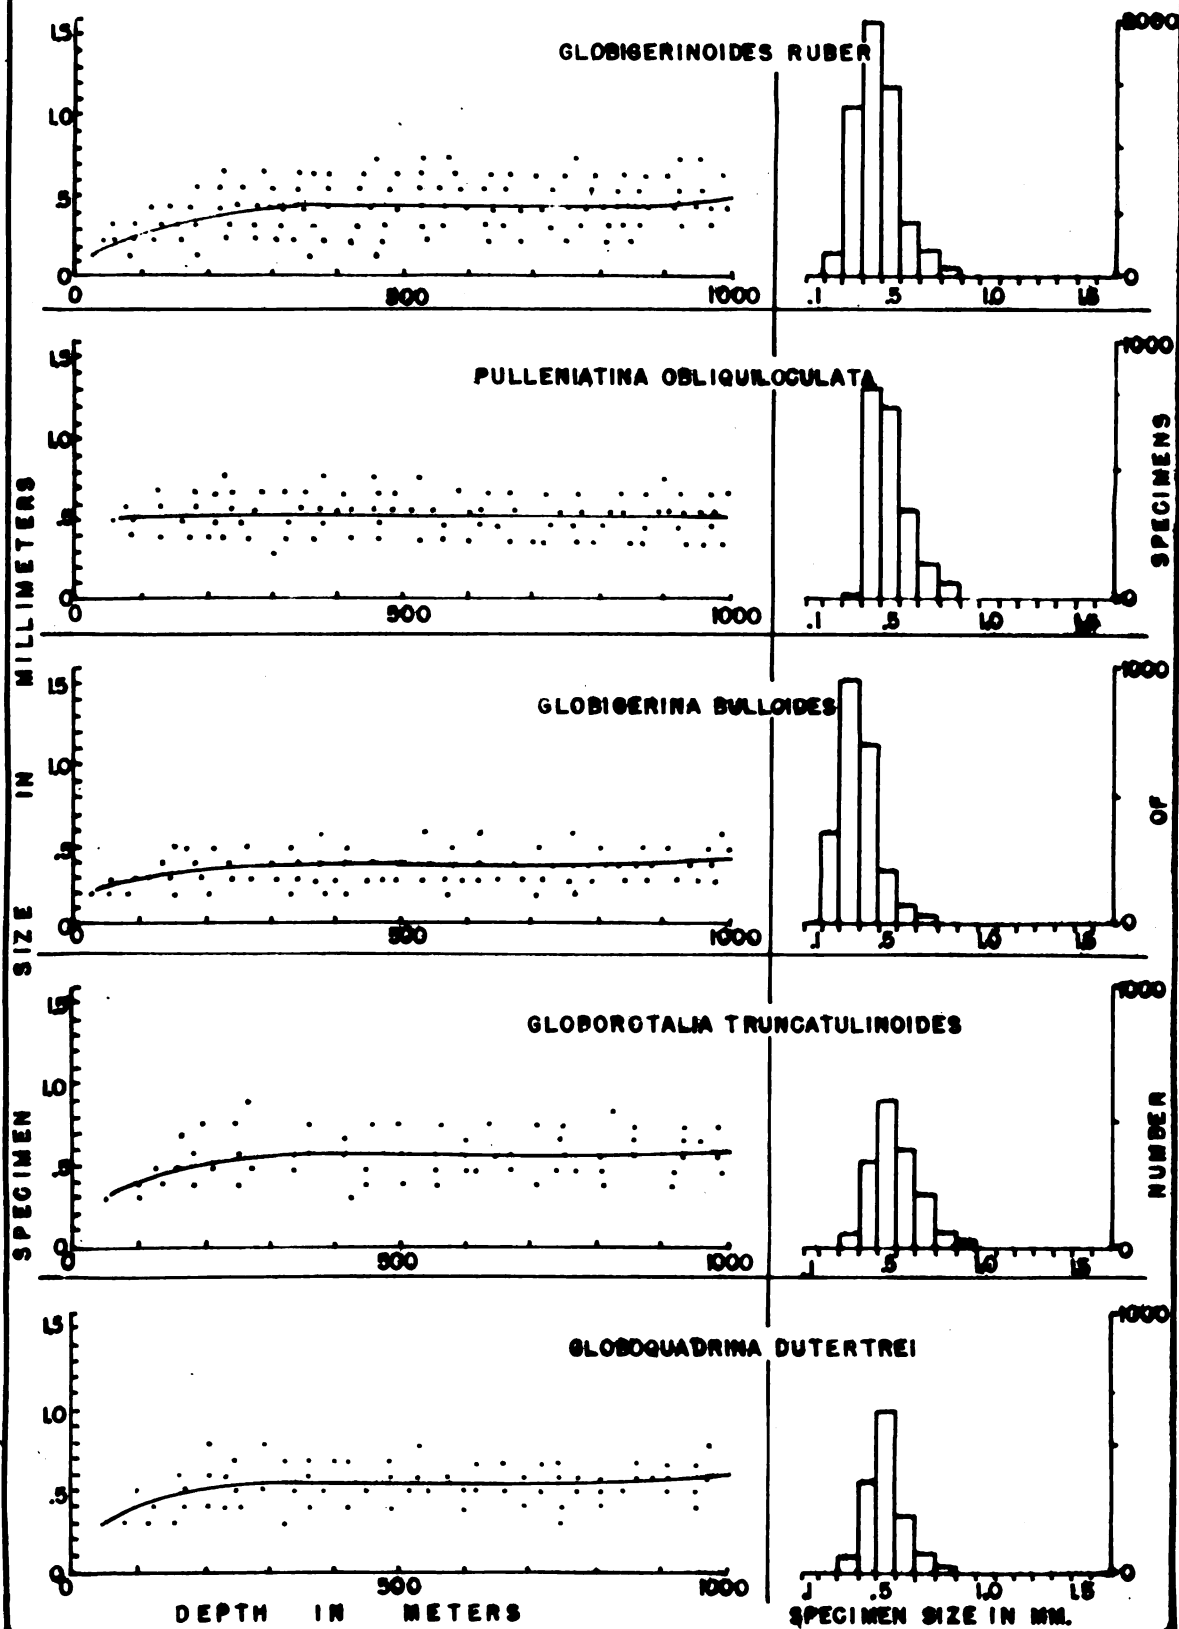 GLOBIGERINOIDES RUBER
1.5
1.0
.5
0
0 500 1000
2000
0
.1 .5 1.0 1.5
PULLENIATINA OBLIQUILOCULATA
1.5
1.0
.5
0
0 500 1000
1000
0
.1 .5 1.0 1.5
GLOBIGERINA BULLOIDES
1.5
1.0
.5
0
0 500 1000
1000
0
.1 .5 1.0 1.5
GLOBOROTALIA TRUNCATULINOIDES
1.5
1.0
.5
0
0 500 1000
1000
0
.1 .5 1.0 1.5
GLOBOQUADRINA DUTERTREI
1.5
1.0
.5
0
0 500 1000
1000
0
.1 .5 1.0 1.5
DEPTH IN METERS
SPECIMEN SIZE IN MM.
SPECIMEN SIZE IN MILLIMETERS
NUMBER OF SPECIMENS